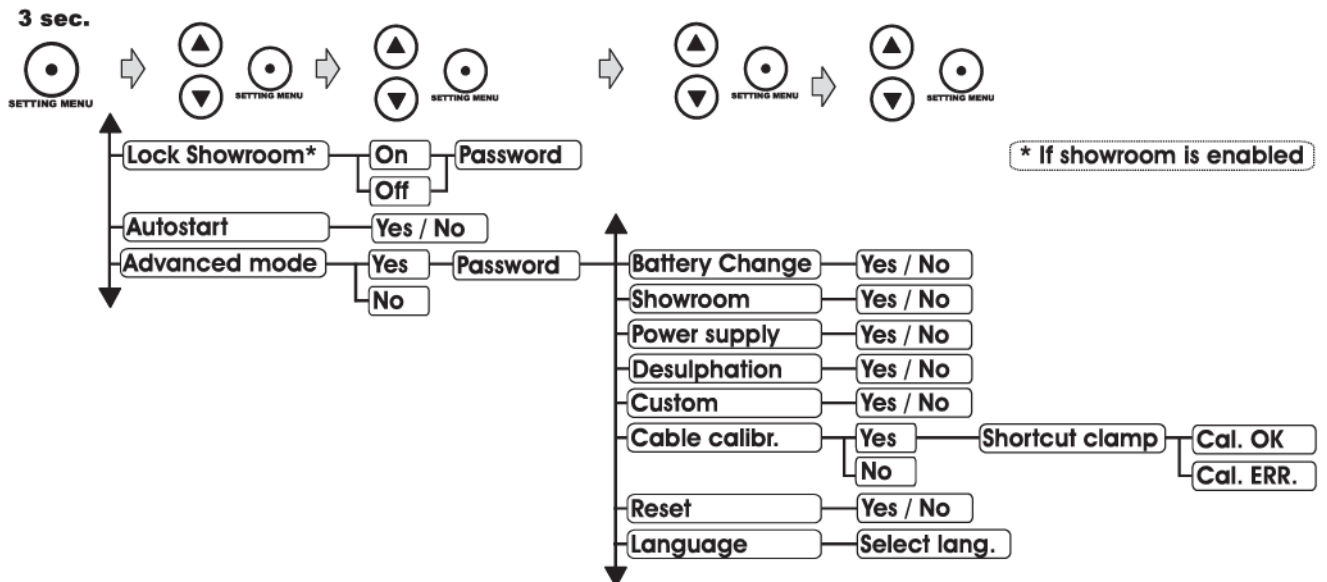 3 sec.
SETTING MENU SETTING MENU SETTING MENU SETTING MENU SETTING MENU
Lock Showroom* On Password * If showroom is enabled
Off
Autostart Yes / No
Advanced mode Yes Password Battery Change Yes / No
No
Showroom Yes / No
Power supply Yes / No
Desulphation Yes / No
Custom Yes / No
Cable calibr. Yes Shortcut clamp Cal. OK
No Cal. ERR.
Reset Yes / No
Language Select lang.